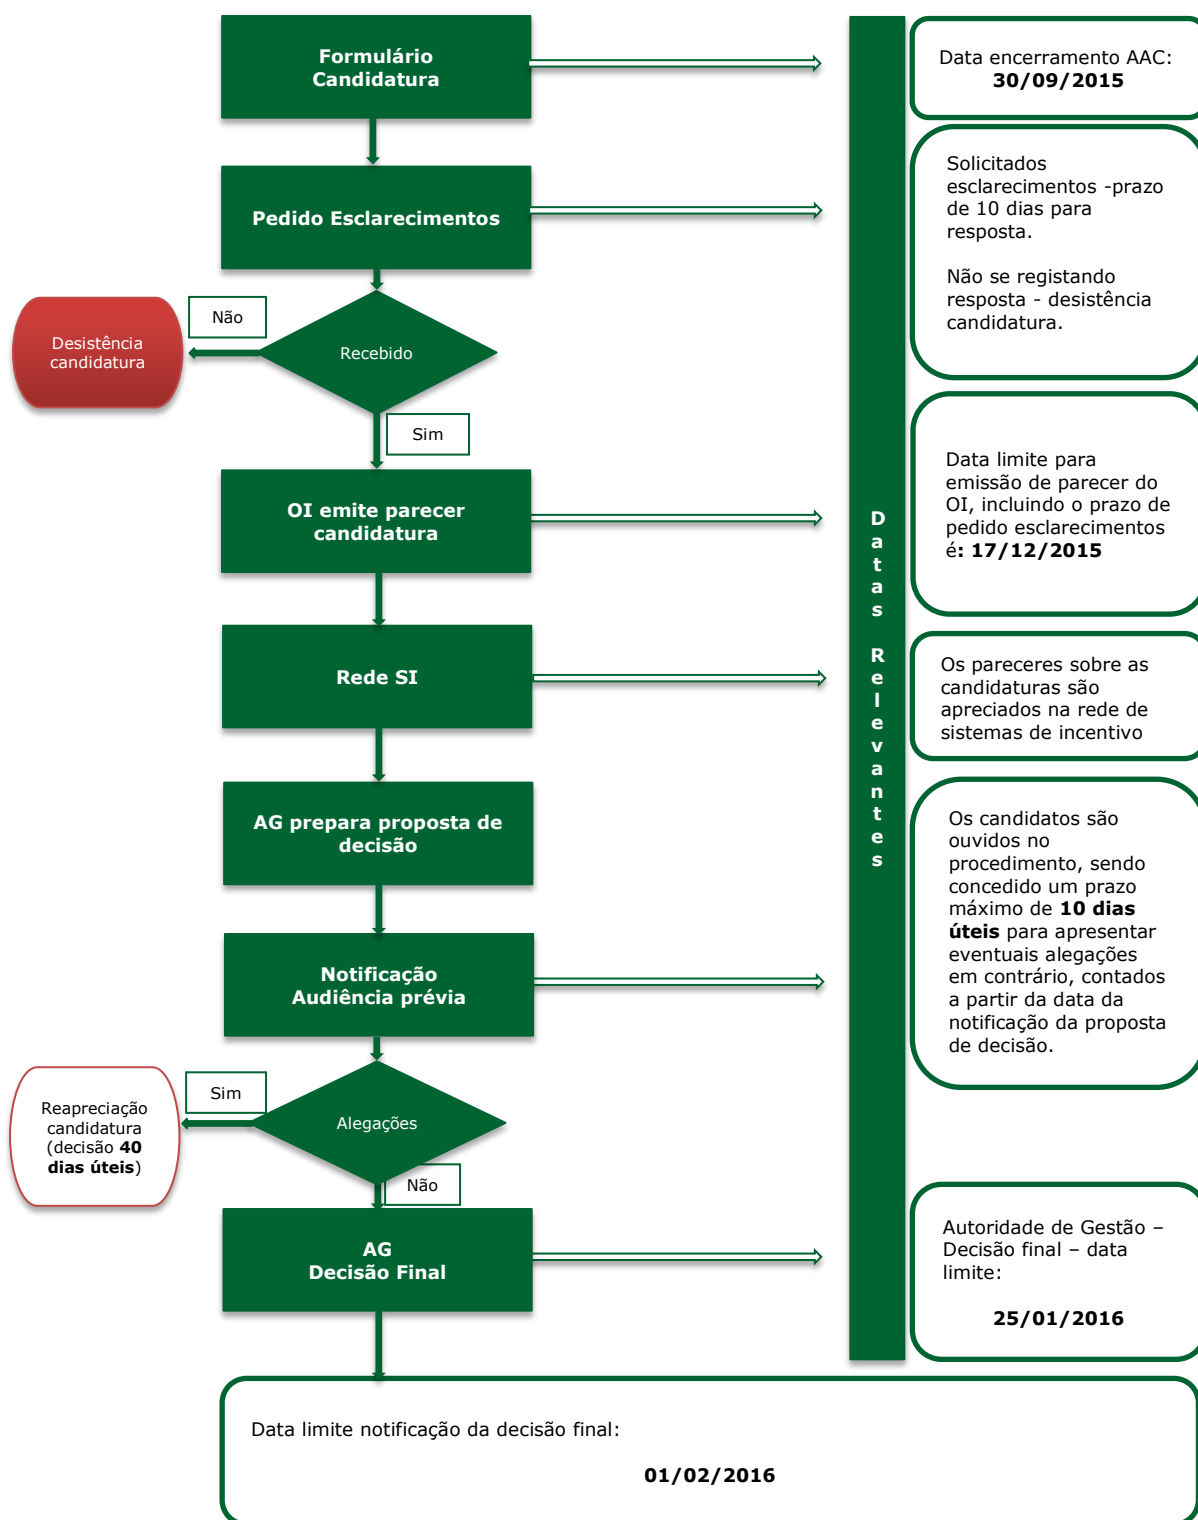 Formulário
Candidatura
Data encerramento AAC:
30/09/2015
Pedido Esclarecimentos
Solicitados
esclarecimentos -prazo
de 10 dias para
resposta.
Não se registando
resposta - desistência
candidatura.
Não
Desistência
candidatura
Recebido
Sim
OI emite parecer
candidatura
Data limite para
emissão de parecer do
OI, incluindo o prazo de
pedido esclarecimentos
é: 17/12/2015
Datas Relevantes
Rede SI
Os pareceres sobre as
candidaturas são
apreciados na rede de
sistemas de incentivo
AG prepara proposta de
decisão
Os candidatos são
ouvidos no
procedimento, sendo
concedido um prazo
máximo de 10 dias
úteis para apresentar
eventuais alegações
em contrário, contados
a partir da data da
notificação da proposta
de decisão.
Notificação
Audiência prévia
Sim
Reapreciação
candidatura
(decisão 40
dias úteis)
Alegações
Não
AG
Decisão Final
Autoridade de Gestão –
Decisão final – data
limite:
25/01/2016
Data limite notificação da decisão final:
01/02/2016